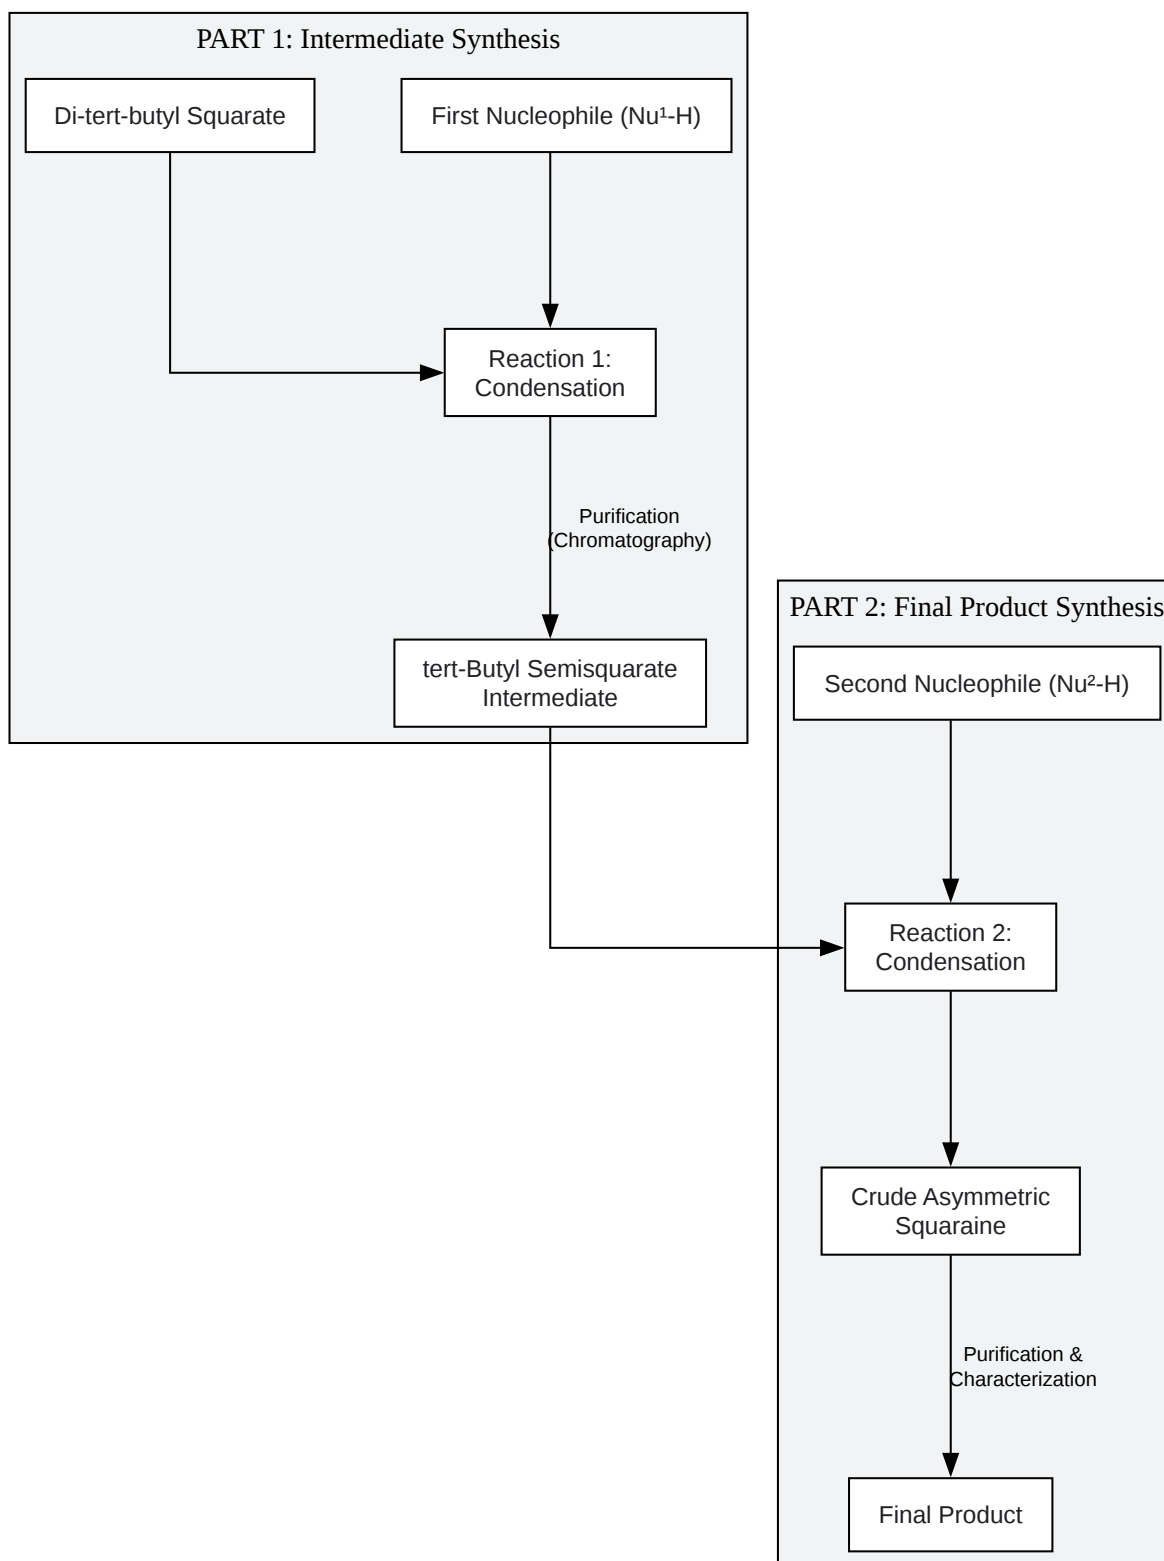 PART 1: Intermediate Synthesis
Di-tert-butyl Squarate
First Nucleophile (Nu¹-H)
Reaction 1:
Condensation
Purification
(Chromatography)
tert-Butyl Semisquarate
Intermediate
PART 2: Final Product Synthesis
Second Nucleophile (Nu²-H)
Reaction 2:
Condensation
Crude Asymmetric
Squaraine
Purification &
Characterization
Final Product